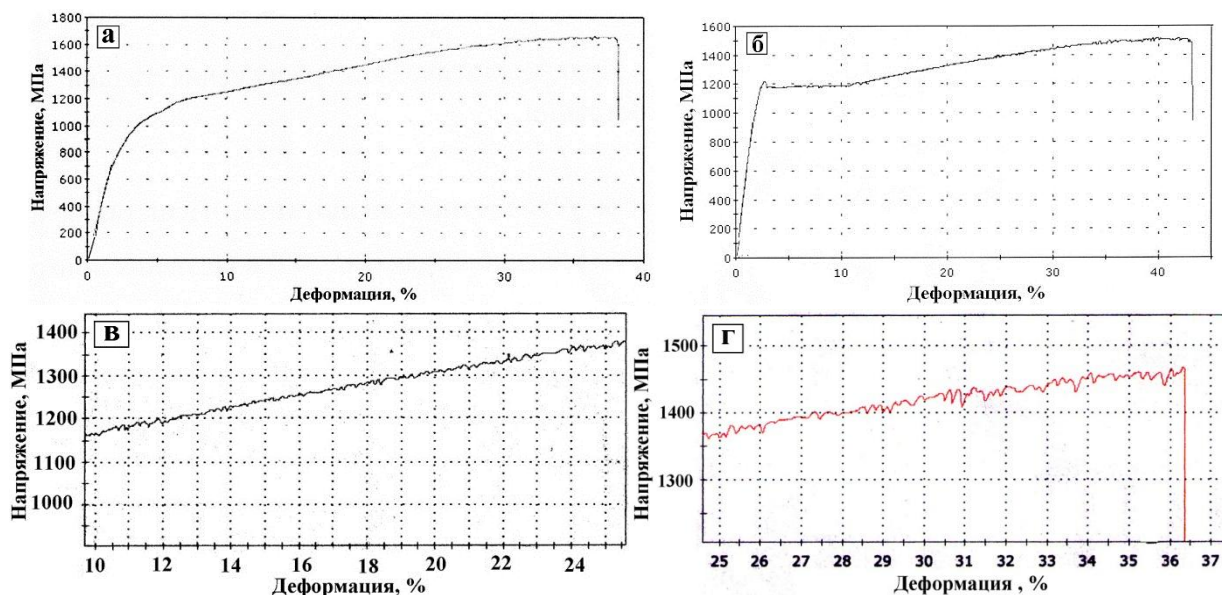 а
Напряжение, МПа
1800
1600
1400
1200
1000
800
600
400
200
0
0 10 20 30 40
Деформация, %
б
Напряжение, МПа
1600
1400
1200
1000
800
600
400
200
0
0 10 20 30 40
Деформация, %
в
Напряжение, МПа
1400
1300
1200
1100
1000
10 12 14 16 18 20 22 24
Деформация, %
г
Напряжение, МПа
1500
1400
1300
25 26 27 28 29 30 31 32 33 34 35 36 37
Деформация , %